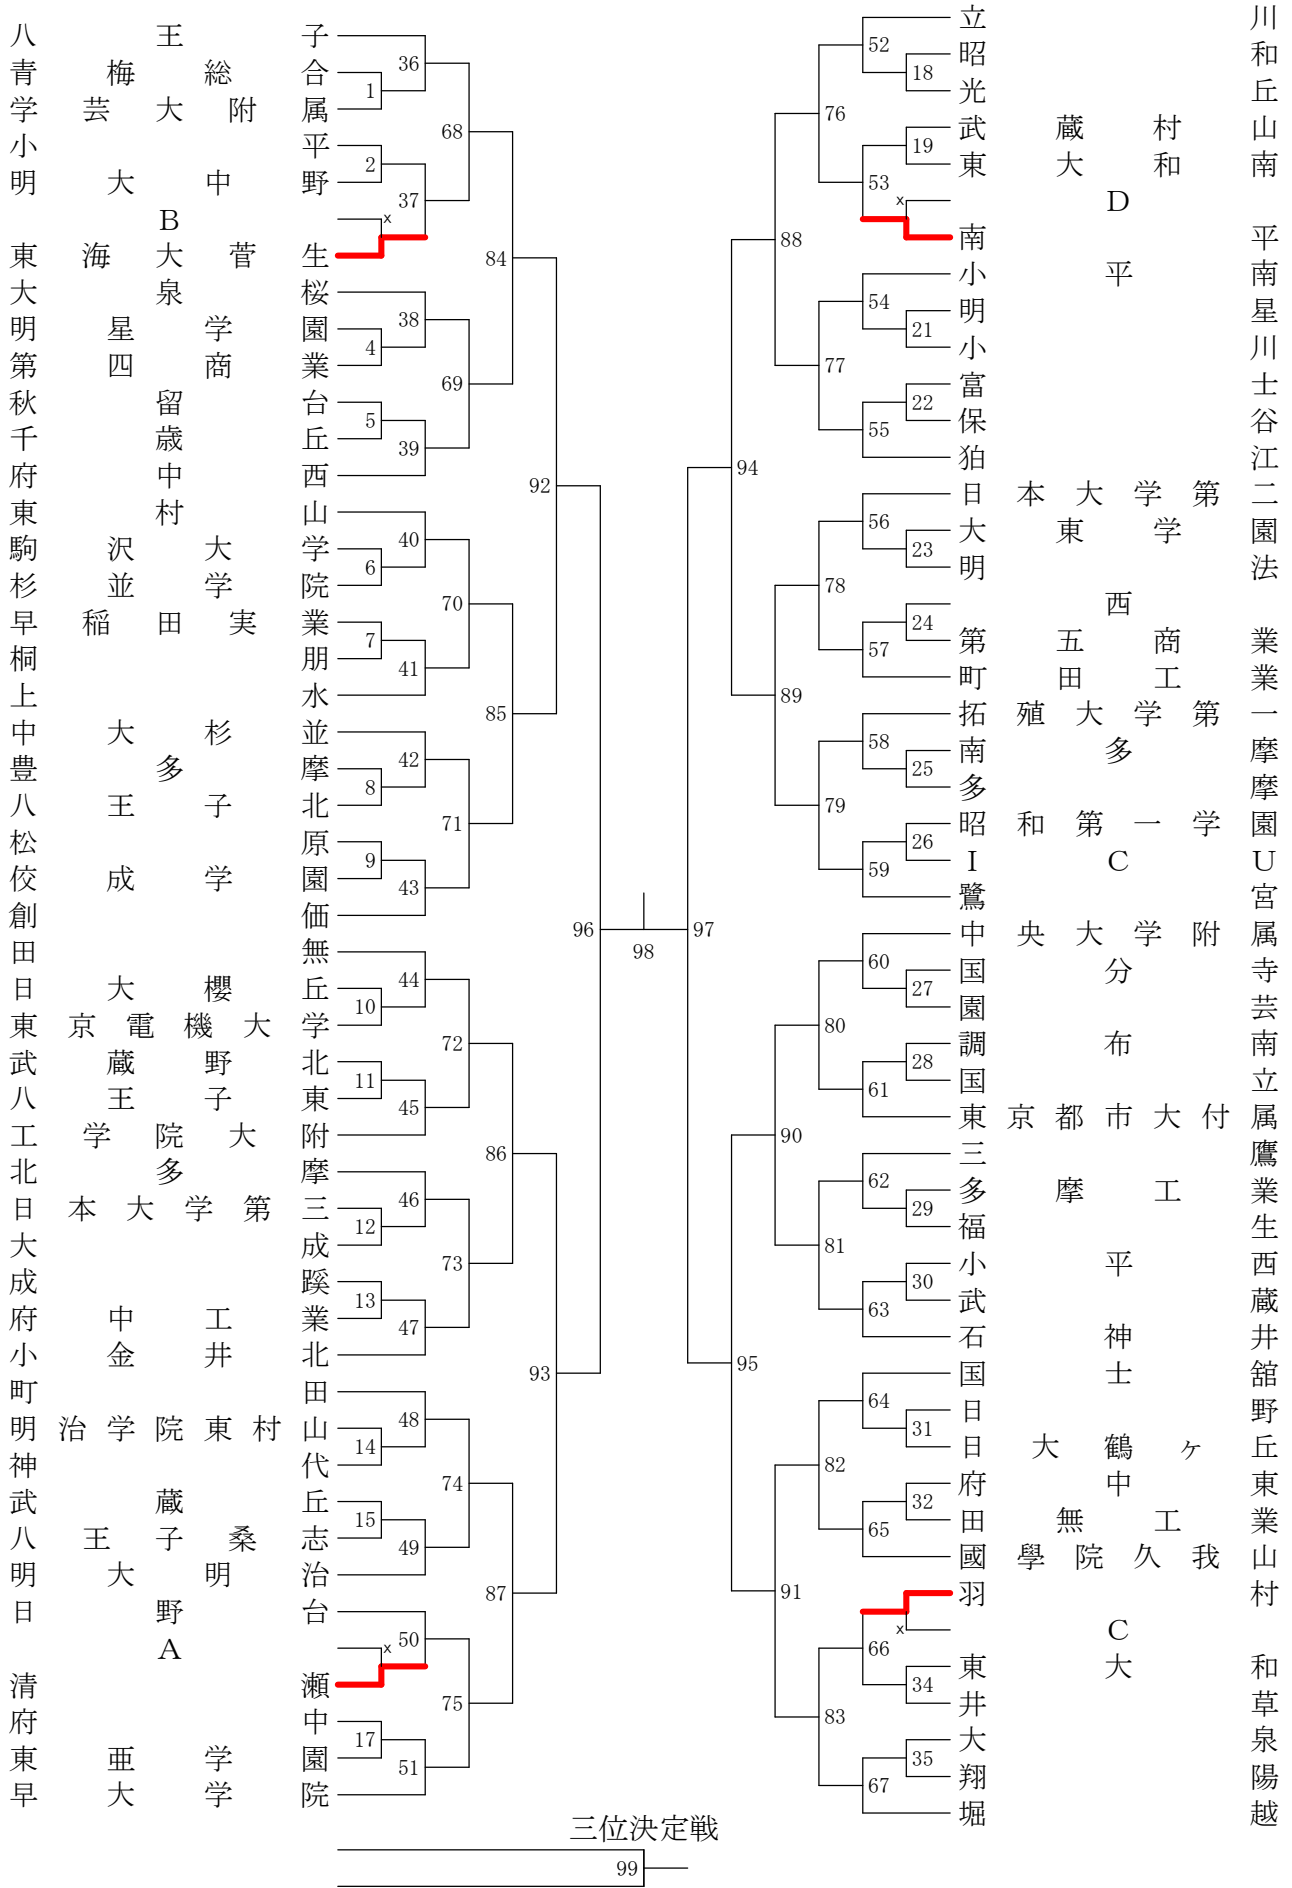 八王子
青梅総合
学芸大附属
小平
明大中野
B
東海大菅生
大泉桜
明星学園
第四商業
秋留台
千歳丘
府中西
東村山
駒沢大学
杉並学院
早稲田実業
桐朋
上水
中大杉並
豊多摩
八王子北
松原
佼成学園
創価
田無
日大櫻丘
東京電機大学
武蔵野北
八王子東
工学院大附
北多摩
日本大学第三
大成
成蹊
府中工業
小金井北
町田
明治学院東村山
神代
武蔵丘
八王子桑志
明大明治
日野台
A
清瀬
府中
東亜学園
早大学院
1
2
x
4
5
6
7
8
9
10
11
12
13
14
15
x
17
36
37
38
39
40
41
42
43
44
45
46
47
48
49
50
51
68
69
70
71
72
73
74
75
84
85
86
87
92
93
96
98
97
94
95
88
89
90
91
76
77
78
79
80
81
82
83
52
53
54
55
56
57
58
59
60
61
62
63
64
65
66
67
18
19
x
21
22
23
24
25
26
27
28
29
30
31
32
x
34
35
立川
昭和
光丘
武蔵村山
東大和南
D
南平
小平南
明星
小川
富士
保谷
狛江
日本大学第二
大東学園
明法
西
第五商業
町田工業
拓殖大学第一
南多摩
多摩
昭和第一学園
ICU
鷺宮
中央大学附属
国分寺
園芸
調布南
国立
東京都市大付属
三鷹
多摩工業
福生
小平西
武蔵
石神井
国士舘
日野
日大鶴ヶ丘
府中東
田無工業
國學院久我山
羽村
C
東大和
井草
大泉
翔陽
堀越
三位決定戦
99